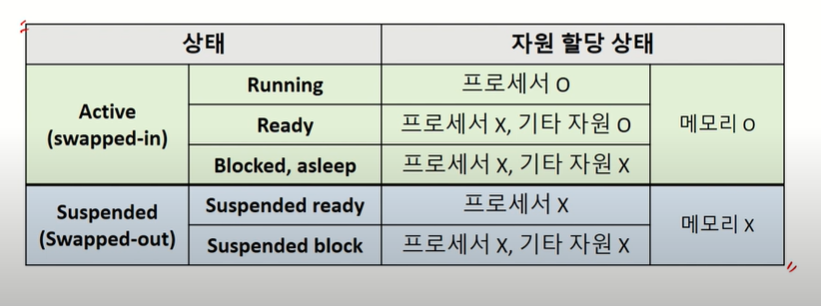 상태 자원 할당 상태
Active
(swapped-in)
Running 프로세서 O
Ready 프로세서 X, 기타 자원 O
Blocked, asleep 프로세서 X, 기타 자원 X
메모리 O
Suspended
(Swapped-out)
Suspended ready 프로세서 X
Suspended block 프로세서 X, 기타 자원 X
메모리 X